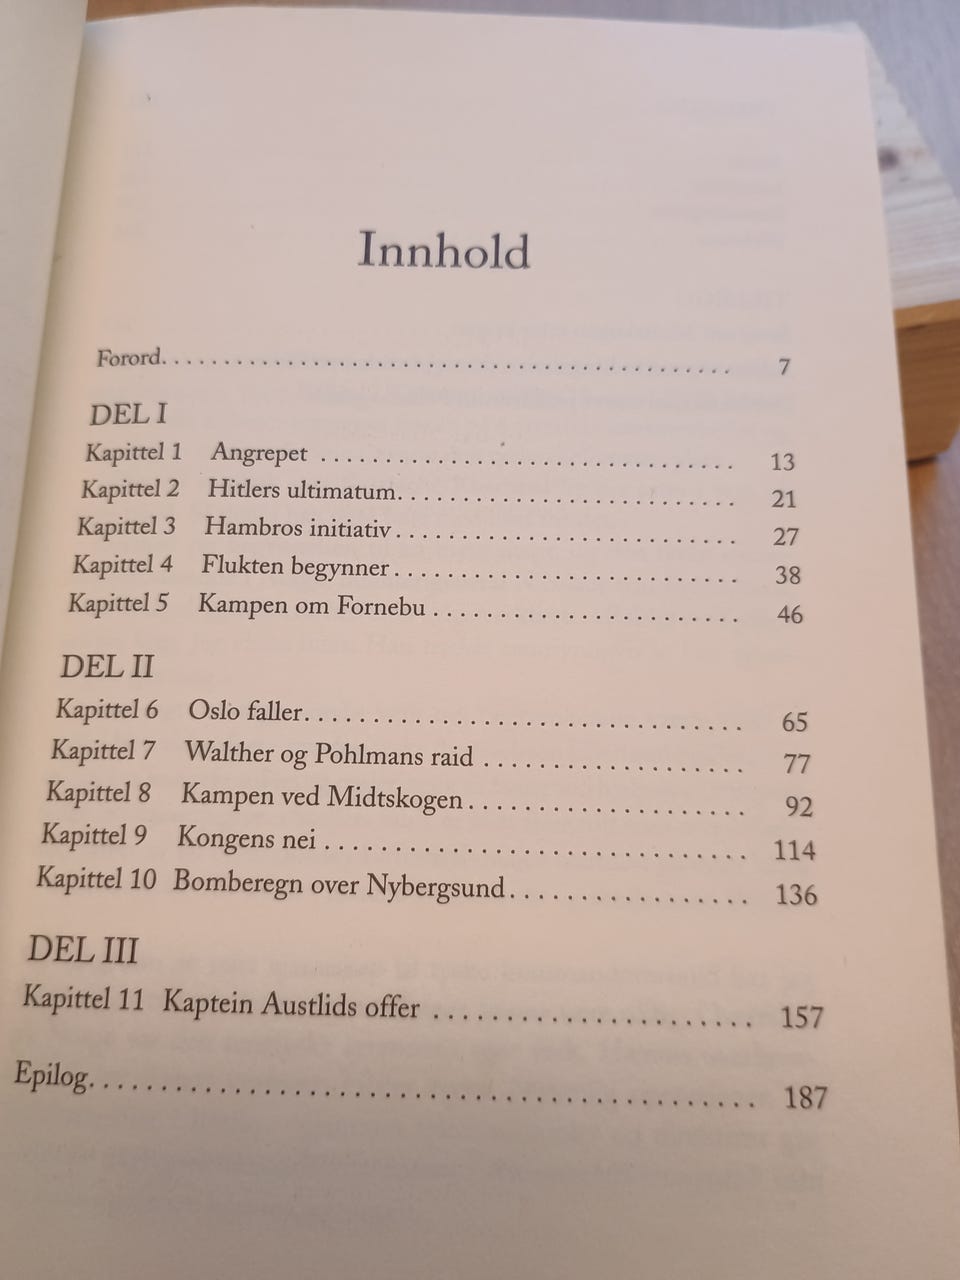 Innhold
Forord. . . . . . . . . . . . . . . . . . . . . . . . . . . . . . . . . . . . . . . . . . . . . . 7
DEL I
Kapittel 1 Angrepet . . . . . . . . . . . . . . . . . . . . . . . . . . . . . . . . 13
Kapittel 2 Hitlers ultimatum. . . . . . . . . . . . . . . . . . . . . . . . . . 21
Kapittel 3 Hambros initiativ . . . . . . . . . . . . . . . . . . . . . . . . . . 27
Kapittel 4 Flukten begynner . . . . . . . . . . . . . . . . . . . . . . . . . . 38
Kapittel 5 Kampen om Fornebu . . . . . . . . . . . . . . . . . . . . . . . 46
DEL II
Kapittel 6 Oslo faller. . . . . . . . . . . . . . . . . . . . . . . . . . . . . . . . 65
Kapittel 7 Walther og Pohlmans raid . . . . . . . . . . . . . . . . . . . 77
Kapittel 8 Kampen ved Midtskogen . . . . . . . . . . . . . . . . . . . . 92
Kapittel 9 Kongens nei . . . . . . . . . . . . . . . . . . . . . . . . . . . . . . 114
Kapittel 10 Bomberegn over Nybergsund. . . . . . . . . . . . . . . . . 136
DEL III
Kapittel 11 Kaptein Austlids offer . . . . . . . . . . . . . . . . . . . . . . 157
Epilog. . . . . . . . . . . . . . . . . . . . . . . . . . . . . . . . . . . . . . . . . . . . . . 187